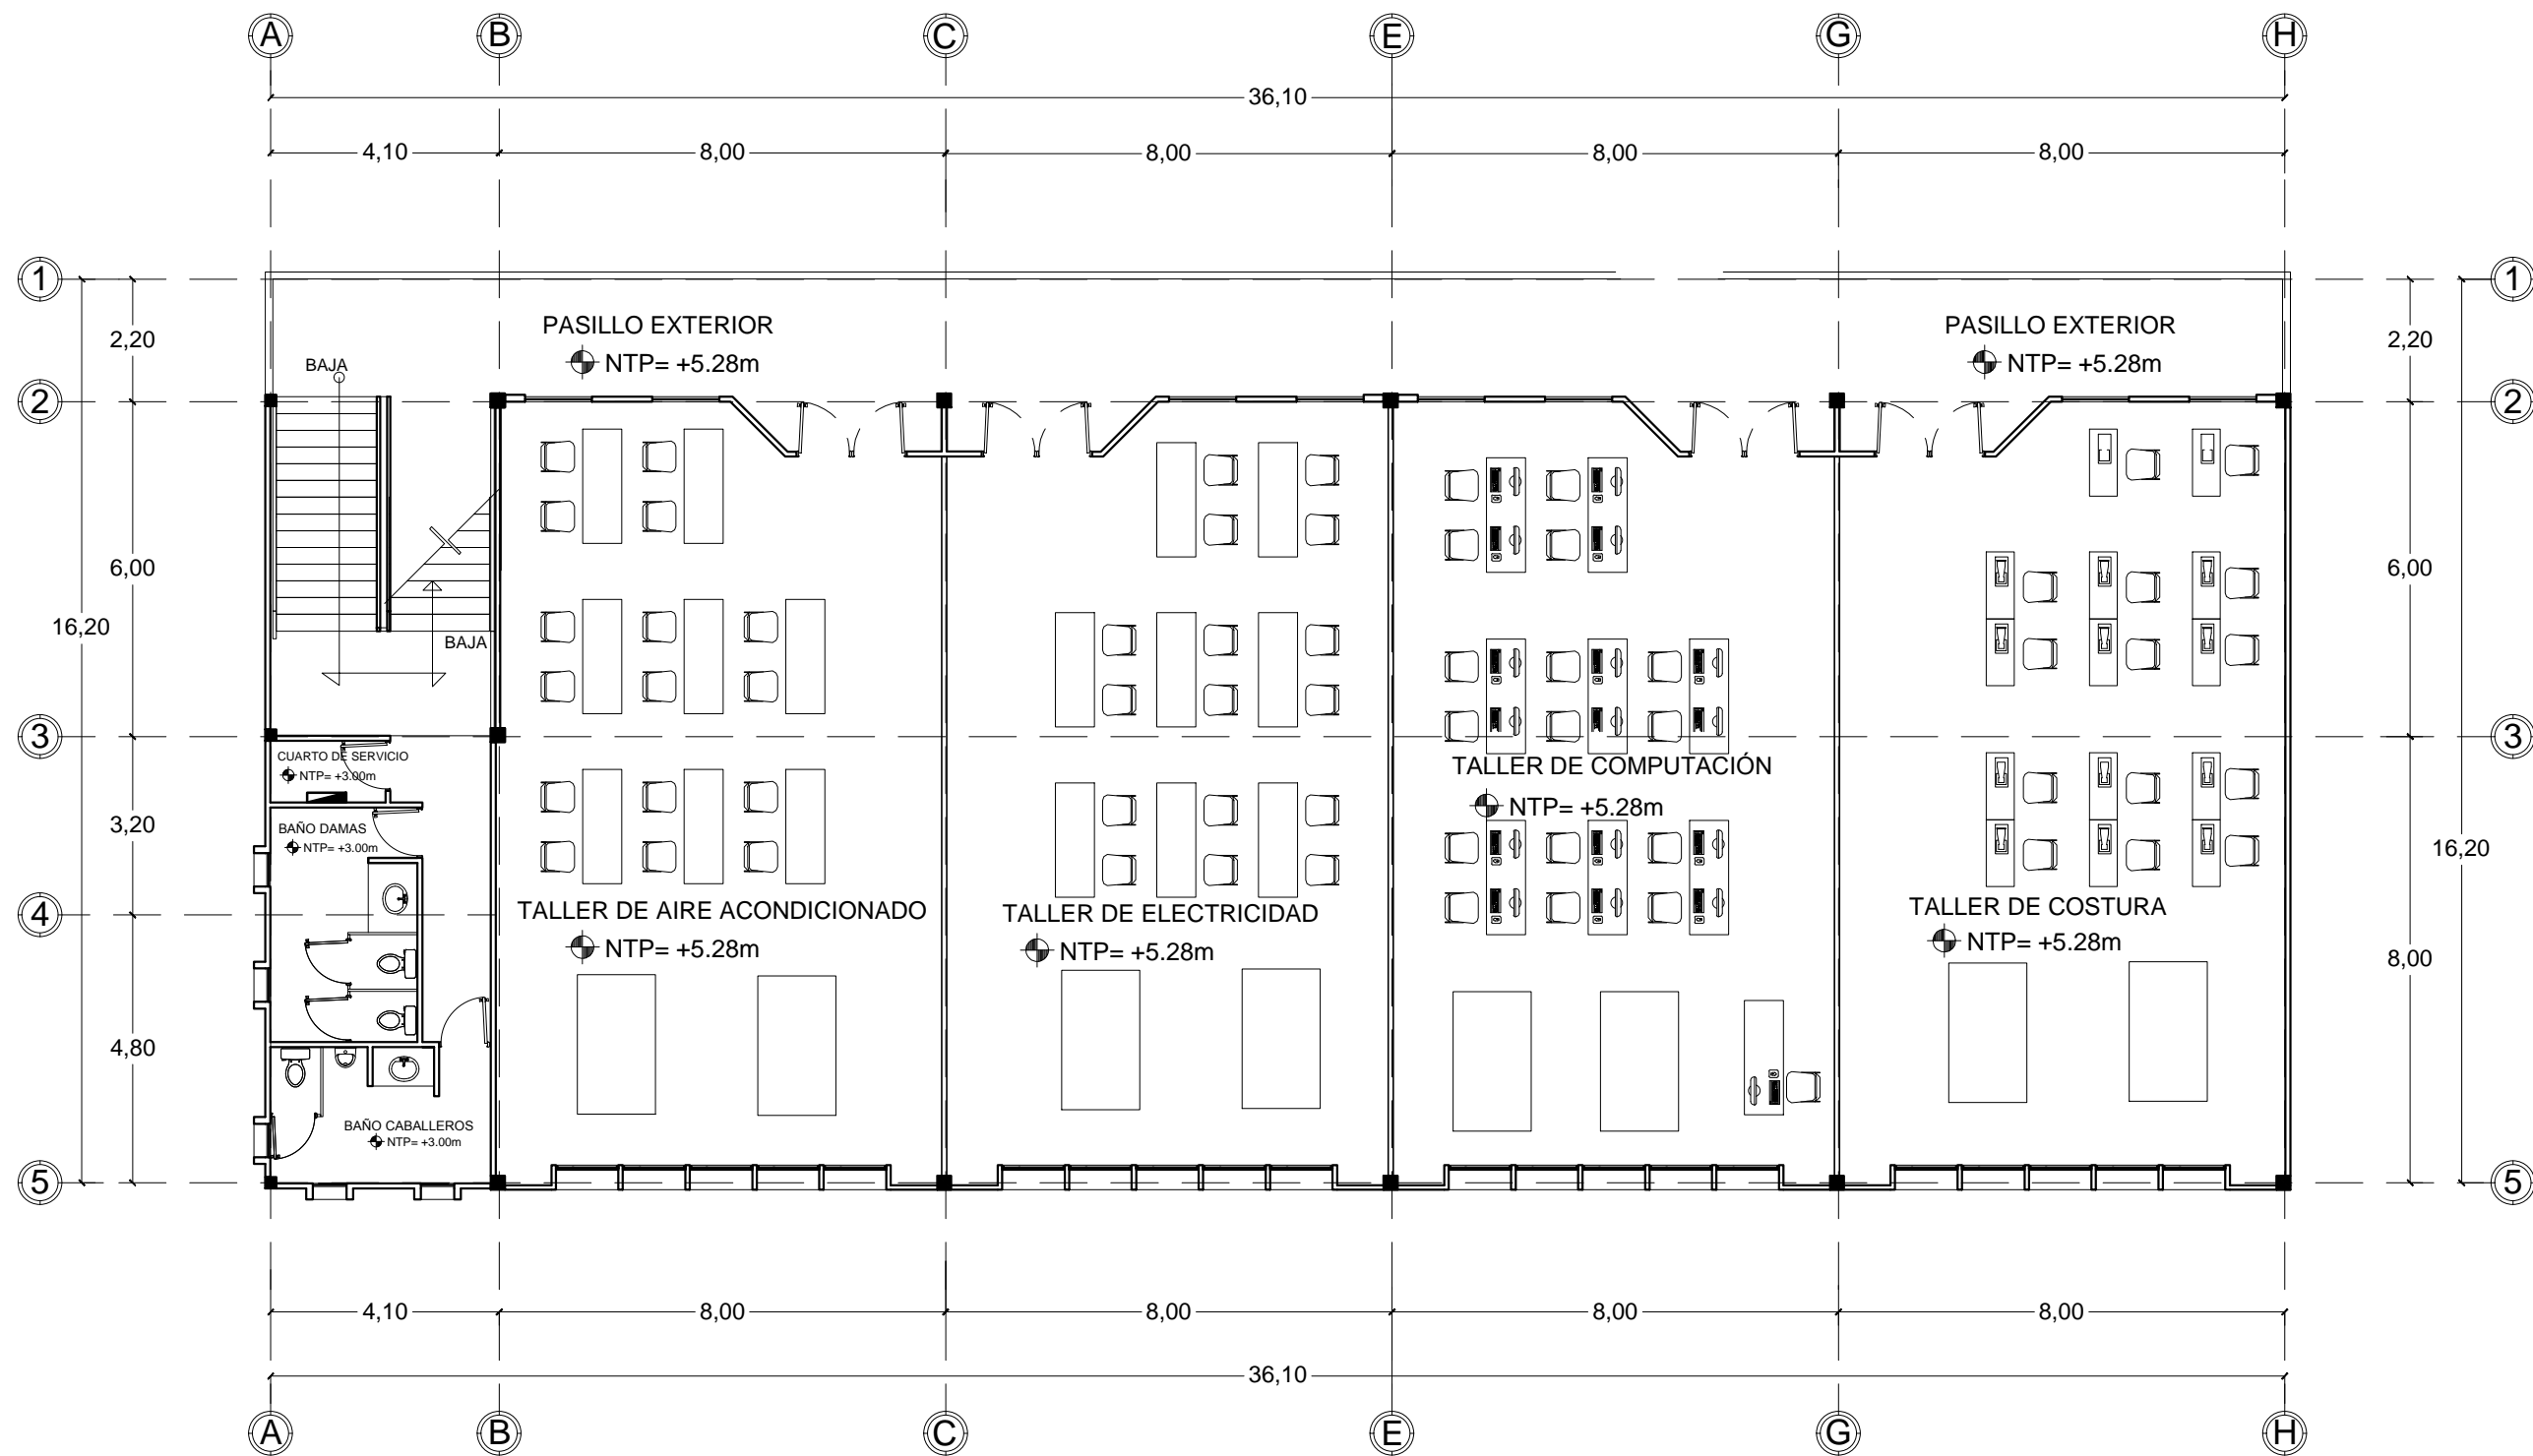 A B C E G H
36,10
4,10 8,00 8,00 8,00 8,00
1 1
2,20 PASILLO EXTERIOR PASILLO EXTERIOR 2,20
NTP= +5.28m NTP= +5.28m
BAJA
2 2
6,00 6,00
16,20
BAJA
3 3
CUARTO DE SERVICIO
NTP= +3.00m
TALLER DE COMPUTACIÓN
NTP= +5.28m
3,20
BAÑO DAMAS
NTP= +3.00m
16,20
4
TALLER DE AIRE ACONDICIONADO
NTP= +5.28m
TALLER DE ELECTRICIDAD
NTP= +5.28m
TALLER DE COSTURA
NTP= +5.28m
8,00
4,80
BAÑO CABALLEROS
NTP= +3.00m
5 5
4,10 8,00 8,00 8,00 8,00
36,10
A B C E G H